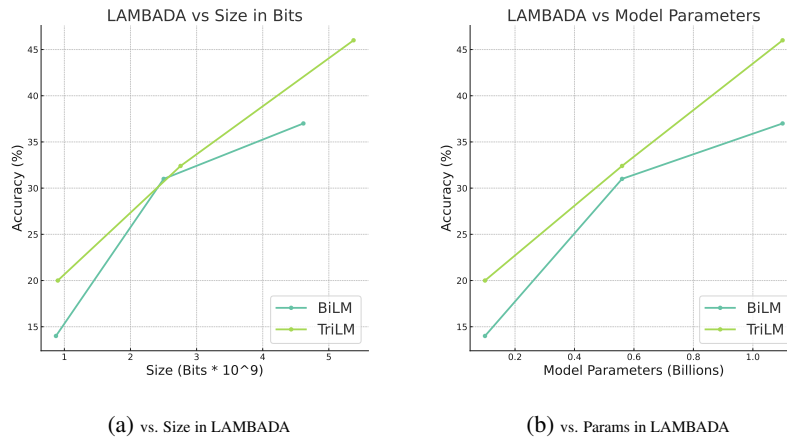 LAMBADA vs Size in Bits
Accuracy (%)
45
40
35
30
25
20
15
1 2 3 4 5
Size (Bits * 10^9)
BiLM
TriLM
(a) vs. Size in LAMBADA
LAMBADA vs Model Parameters
Accuracy (%)
45
40
35
30
25
20
15
0.2 0.4 0.6 0.8 1.0
Model Parameters (Billions)
BiLM
TriLM
(b) vs. Params in LAMBADA